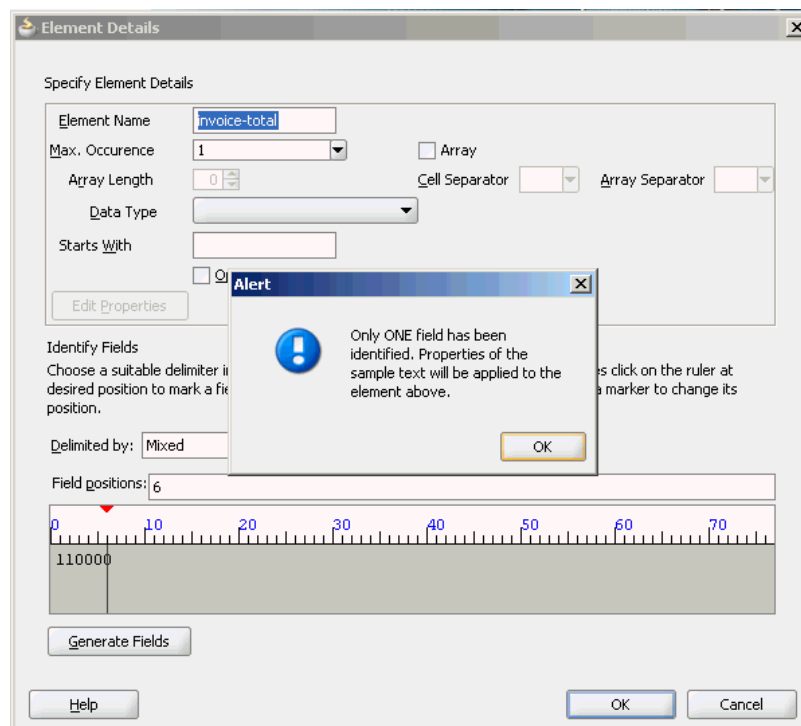 Element Details
Specify Element Details
Element Name invoice-total
Max. Occurence 1 Array
Array Length 0 Cell Separator Array Separator
Data Type
Starts With
Edit Properties
Alert
Only ONE field has been
identified. Properties of the
sample text will be applied to the
element above.
OK
Identify Fields
Choose a suitable delimiter click on the ruler at
desired position to mark a marker to change its
position.
Delimited by: Mixed
Field positions: 6
0 10 20 30 40 50 60 70
110000
Generate Fields
Help OK Cancel